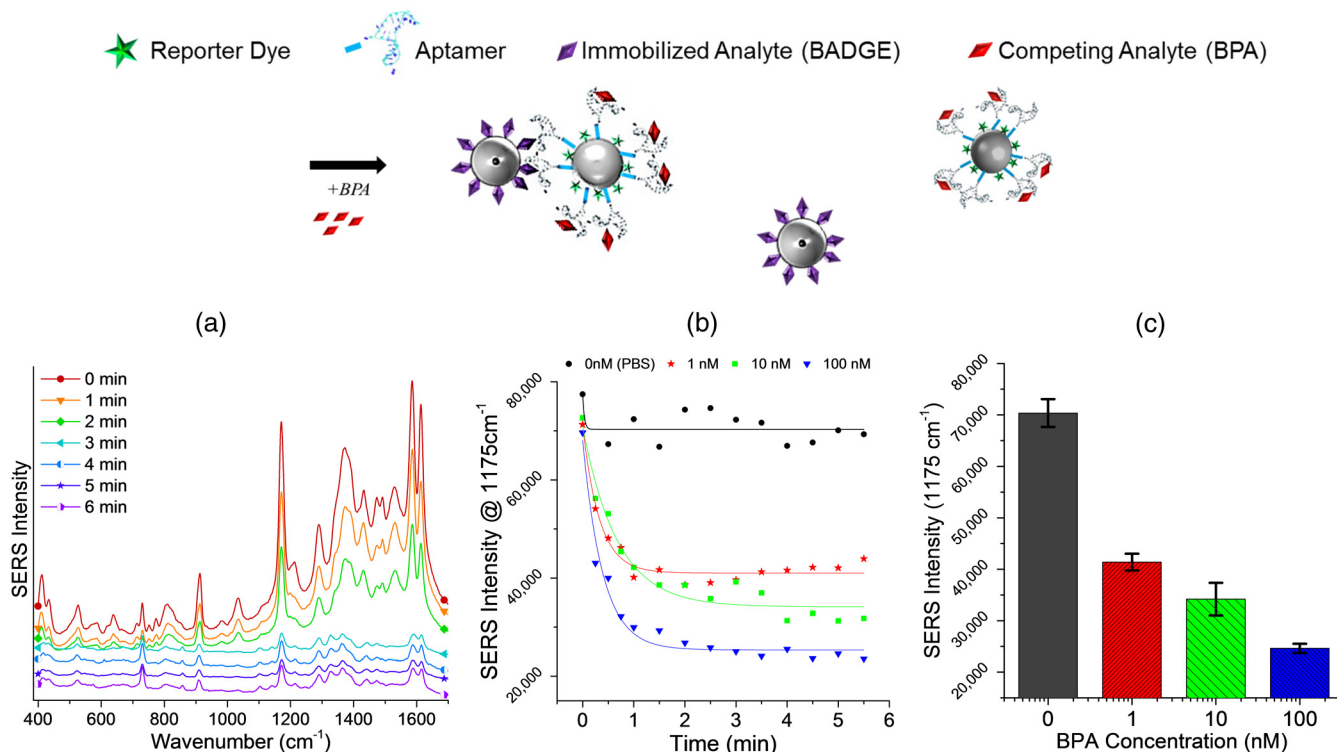 Reporter Dye
Aptamer
Immobilized Analyte (BADGE)
Competing Analyte (BPA)
+BPA
(a)
(b)
(c)
0 min
1 min
2 min
3 min
4 min
5 min
6 min
SERS Intensity
400 600 800 1000 1200 1400 1600
Wavenumber (cm-1)
0nM (PBS) 1 nM 10 nM 100 nM
80,000
60,000
40,000
20,000
SERS Intensity @ 1175cm-1
0 1 2 3 4 5 6
Time (min)
80,000
70,000
60,000
50,000
40,000
30,000
20,000
SERS Intensity (1175 cm-1)
0 1 10 100
BPA Concentration (nM)